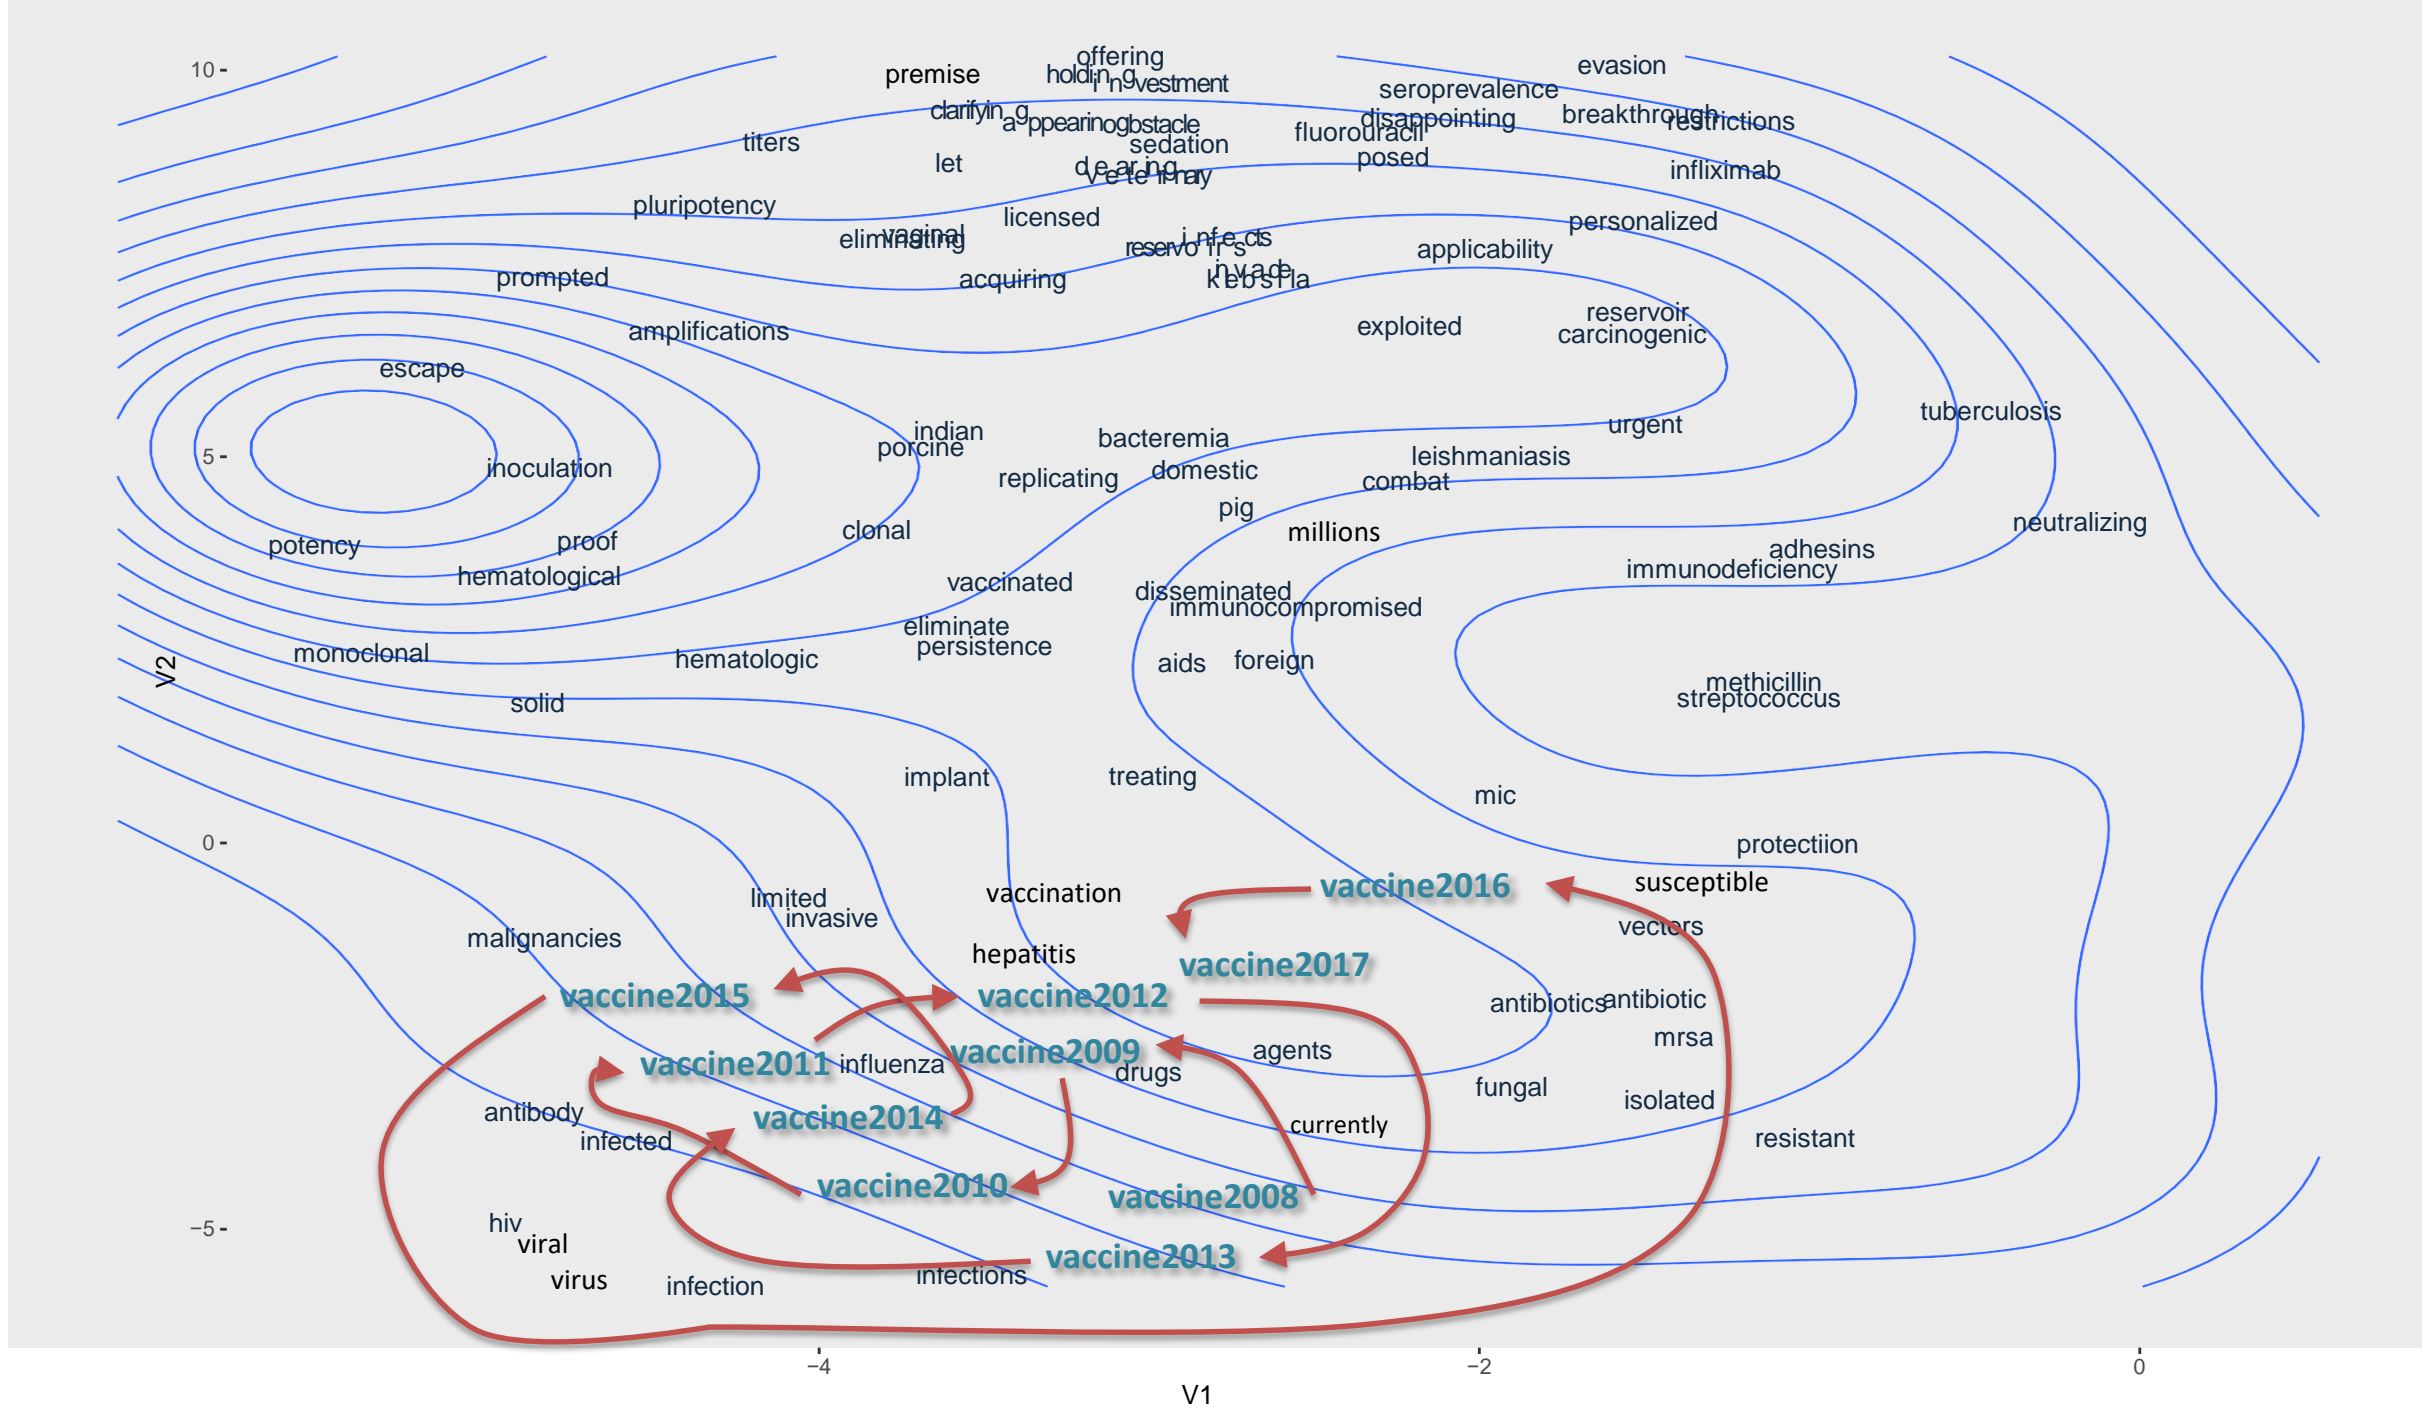 offering
10
premise
holding
investment
evasion
seroprevalence
clarifying
appearing
obstacle
disappointing
breakthrough
restrictions
fluorouracil
titers
sedation
let
posed
infliximab
veterinay
pluripotency
licensed
personalized
vaginal
eliminating
infects
reservoirs
applicability
prompted
acquiring
invade
reservoir
amplifications
exploited
carcinogenic
escape
tuberculosis
indian
urgent
porcine
bacteremia
5
leishmaniasis
inoculation
replicating
domestic
combat
pig
clonal
millions
neutralizing
potency
proof
adhesins
hematological
immunodeficiency
vaccinated
disseminated
immunocompromised
eliminate
monoclonal
persistence
V2
hematologic
aids
foreign
methicillin
solid
streptococcus
implant
treating
mic
0
protectiion
limited
vaccination
vaccine2016
susceptible
invasive
vectors
malignancies
hepatitis
vaccine2017
vaccine2015
vaccine2012
antibiotics
antibiotic
mrsa
vaccine2011
influenza
vaccine2009
agents
drugs
fungal
isolated
antibody
vaccine2014
currently
infected
resistant
vaccine2010
vaccine2008
−5
hiv
viral
vaccine2013
virus
infection
infections
−4
−2
0
V1